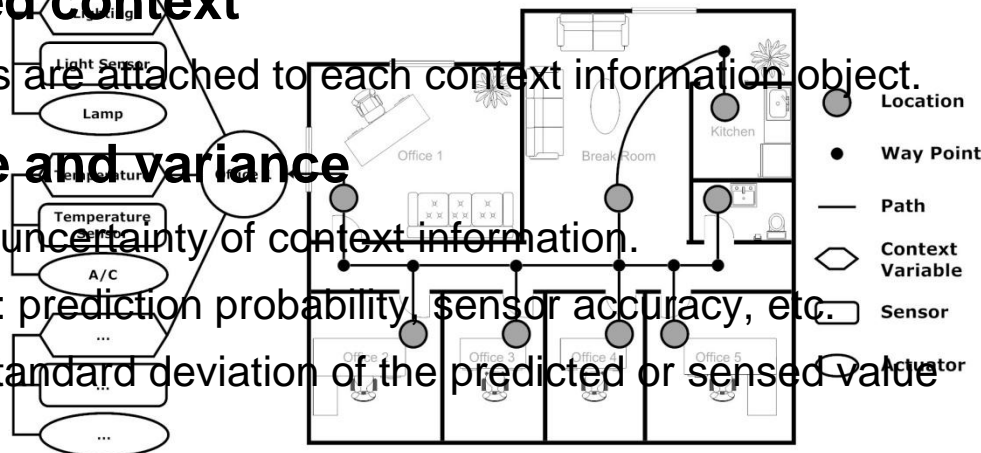 ed context
Lighting
Light Sensor
s are attached to each context information object.
Lamp
Location
Kitchen
Office 1
Break Room
Way Point
e and variance
Temperature
Path
Temperature
Sensor
uncertainty of context information.
Context
Variable
A/C
: prediction probability, sensor accuracy, etc.
Sensor
...
Office 2
Office 3
Office 4
Office 5
tandard deviation of the predicted or sensed value
Actuator
...
...